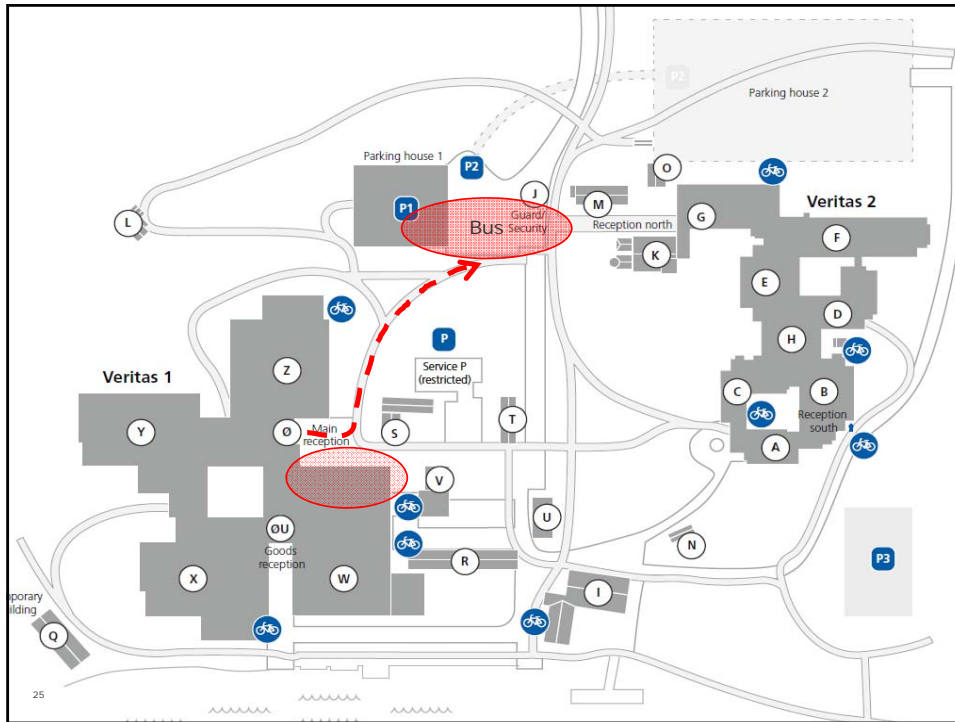 P2
Parking house 2
Parking house 1
P2
O
P1
J
M
L
Bus
Guard/
Security
Reception north
G
Veritas 2
F
K
E
D
H
Z
P
Service P
(restricted)
Veritas 1
C
B
Y
Ø
Main
reception
S
T
Reception
south
A
V
U
ØU
Goods
reception
N
R
P3
X
W
I
mporary
ilding
Q
25